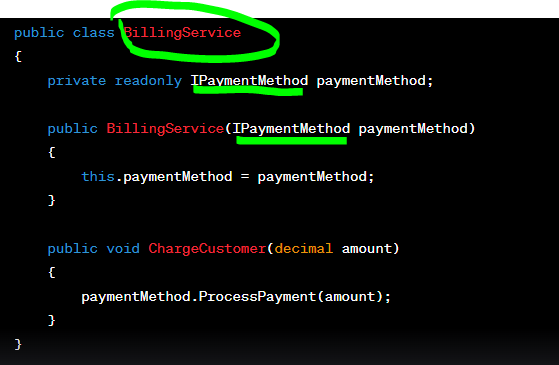 public class BillingService
{
private readonly IPaymentMethod paymentMethod;
public BillingService(IPaymentMethod paymentMethod)
{
this.paymentMethod = paymentMethod;
}
public void ChargeCustomer(decimal amount)
{
paymentMethod.ProcessPayment(amount);
}
}